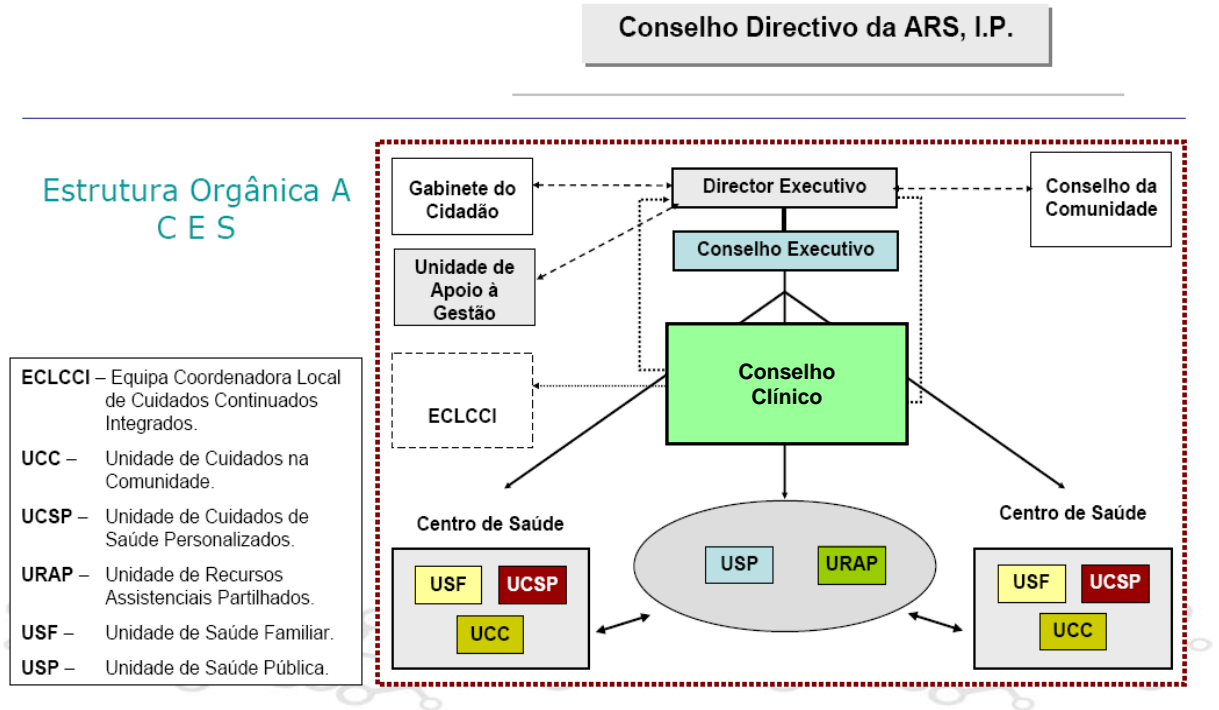 Conselho Directivo da ARS, I.P.
Estrutura Orgânica A
C E S
Gabinete do
Cidadão
Director Executivo
Conselho da
Comunidade
Conselho Executivo
Unidade de
Apoio à
Gestão
Conselho
Clínico
ECLCCI
ECLCCI – Equipa Coordenadora Local
de Cuidados Continuados
Integrados.
UCC – Unidade de Cuidados na
Comunidade.
UCSP – Unidade de Cuidados de
Saúde Personalizados.
URAP – Unidade de Recursos
Assistenciais Partilhados.
USF – Unidade de Saúde Familiar.
USP – Unidade de Saúde Pública.
Centro de Saúde
USF UCSP
UCC
USP URAP
Centro de Saúde
USF UCSP
UCC